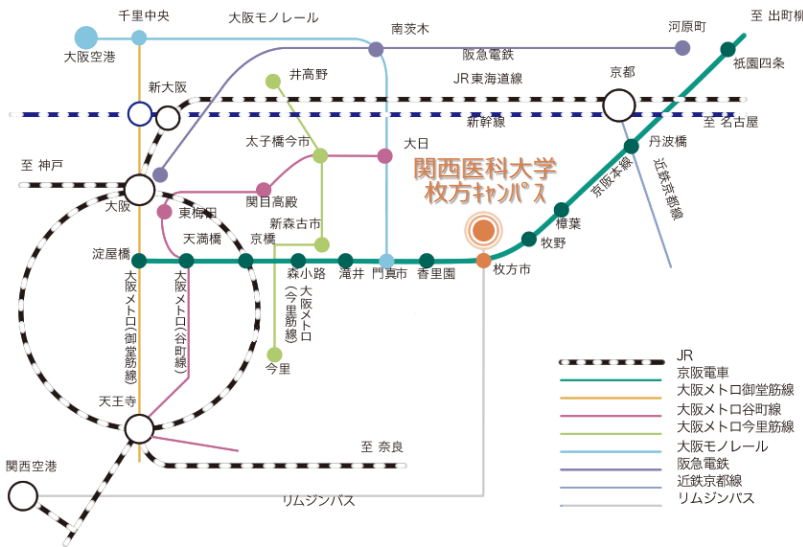 千里中央
大阪モノレール
至 出町柳
大阪空港
南茨木
河原町
阪急電鉄
祇園四条
井高野
京都
新大阪
JR東海道線
新幹線
至 名古屋
太子橋今市
大日
丹波橋
至 神戸
関西医科大学
枚方キャンパス
京阪本線
近鉄京都線
大阪
東梅田
関目高殿
新森古市
樟葉
牧野
淀屋橋
天満橋
京橋
森小路
滝井
門真市
香里園
枚方市
大阪メトロ(御堂筋線)
大阪メトロ(谷町線)
大阪メトロ
(今里筋線)
今里
天王寺
至 奈良
関西空港
リムジンバス
JR
京阪電車
大阪メトロ御堂筋線
大阪メトロ谷町線
大阪メトロ今里筋線
大阪モノレール
阪急電鉄
近鉄京都線
リムジンバス